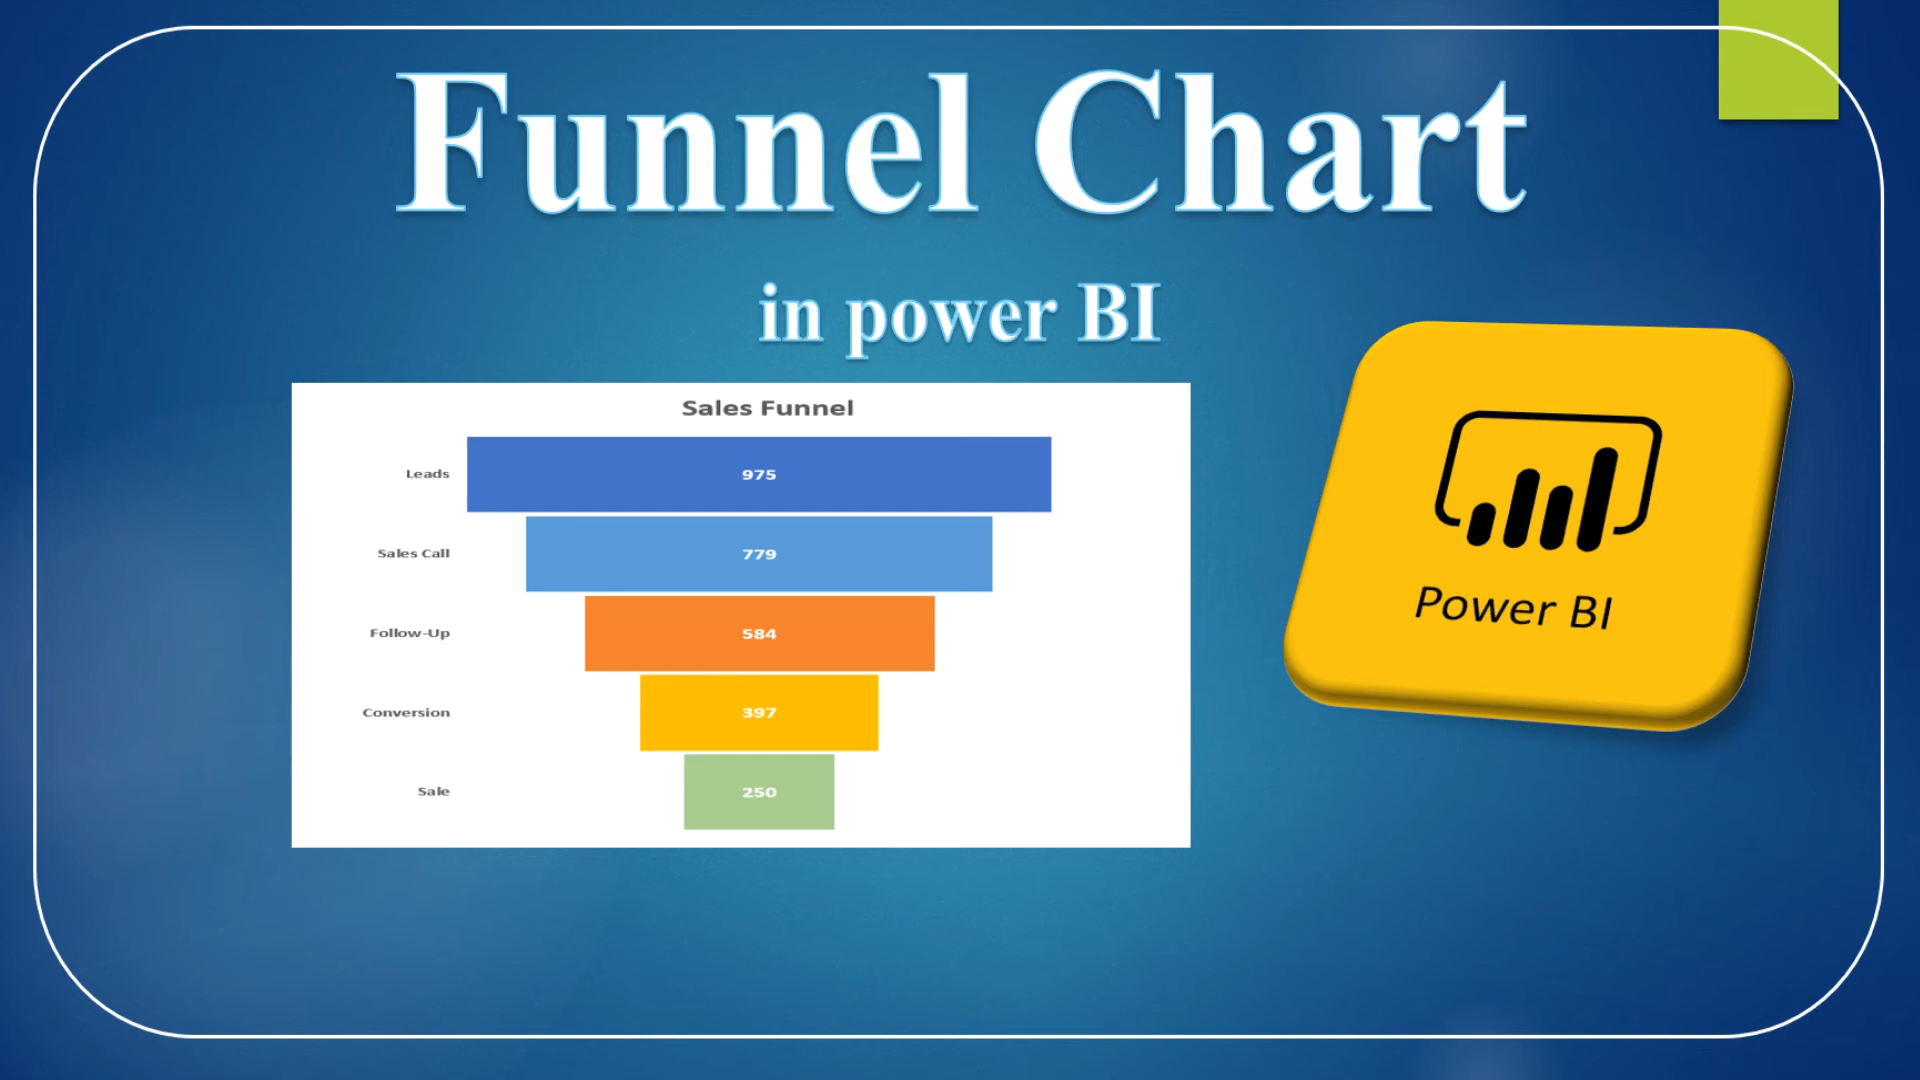 Funnel Chart
in power BI
Sales Funnel
Leads 975
Sales Call 779
Follow-Up 584
Conversion 397
Sale 250
Power BI